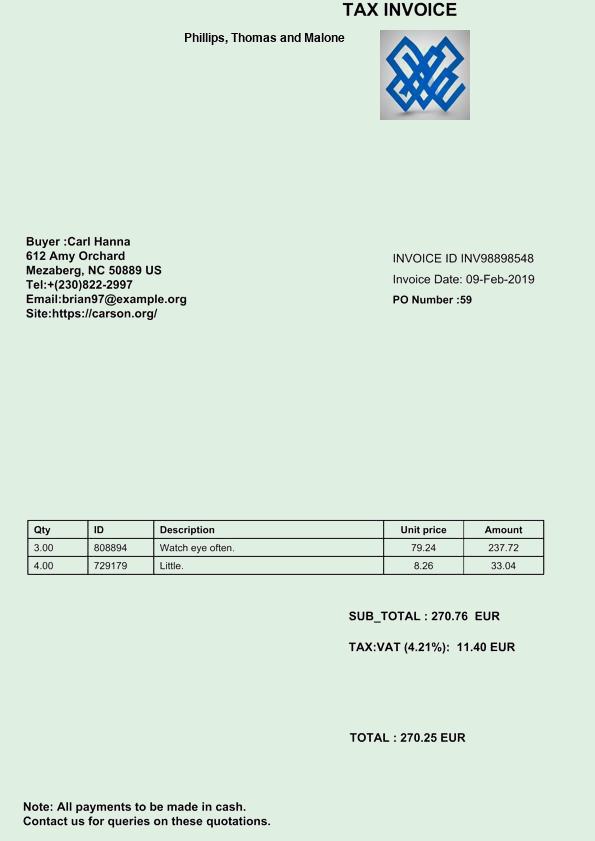 TAX INVOICE
Phillips, Thomas and Malone
Buyer :Carl Hanna
612 Amy Orchard
Mezaberg, NC 50889 US
Tel:+(230)822-2997
Email:brian97@example.org
Site:https://carson.org/
INVOICE ID INV98898548
Invoice Date: 09-Feb-2019
PO Number :59
Qty ID Description Unit price Amount
3.00 808894 Watch eye often. 79.24 237.72
4.00 729179 Little. 8.26 33.04
SUB_TOTAL : 270.76  EUR
TAX:VAT (4.21%):  11.40 EUR
TOTAL : 270.25 EUR
Note: All payments to be made in cash.
Contact us for queries on these quotations.